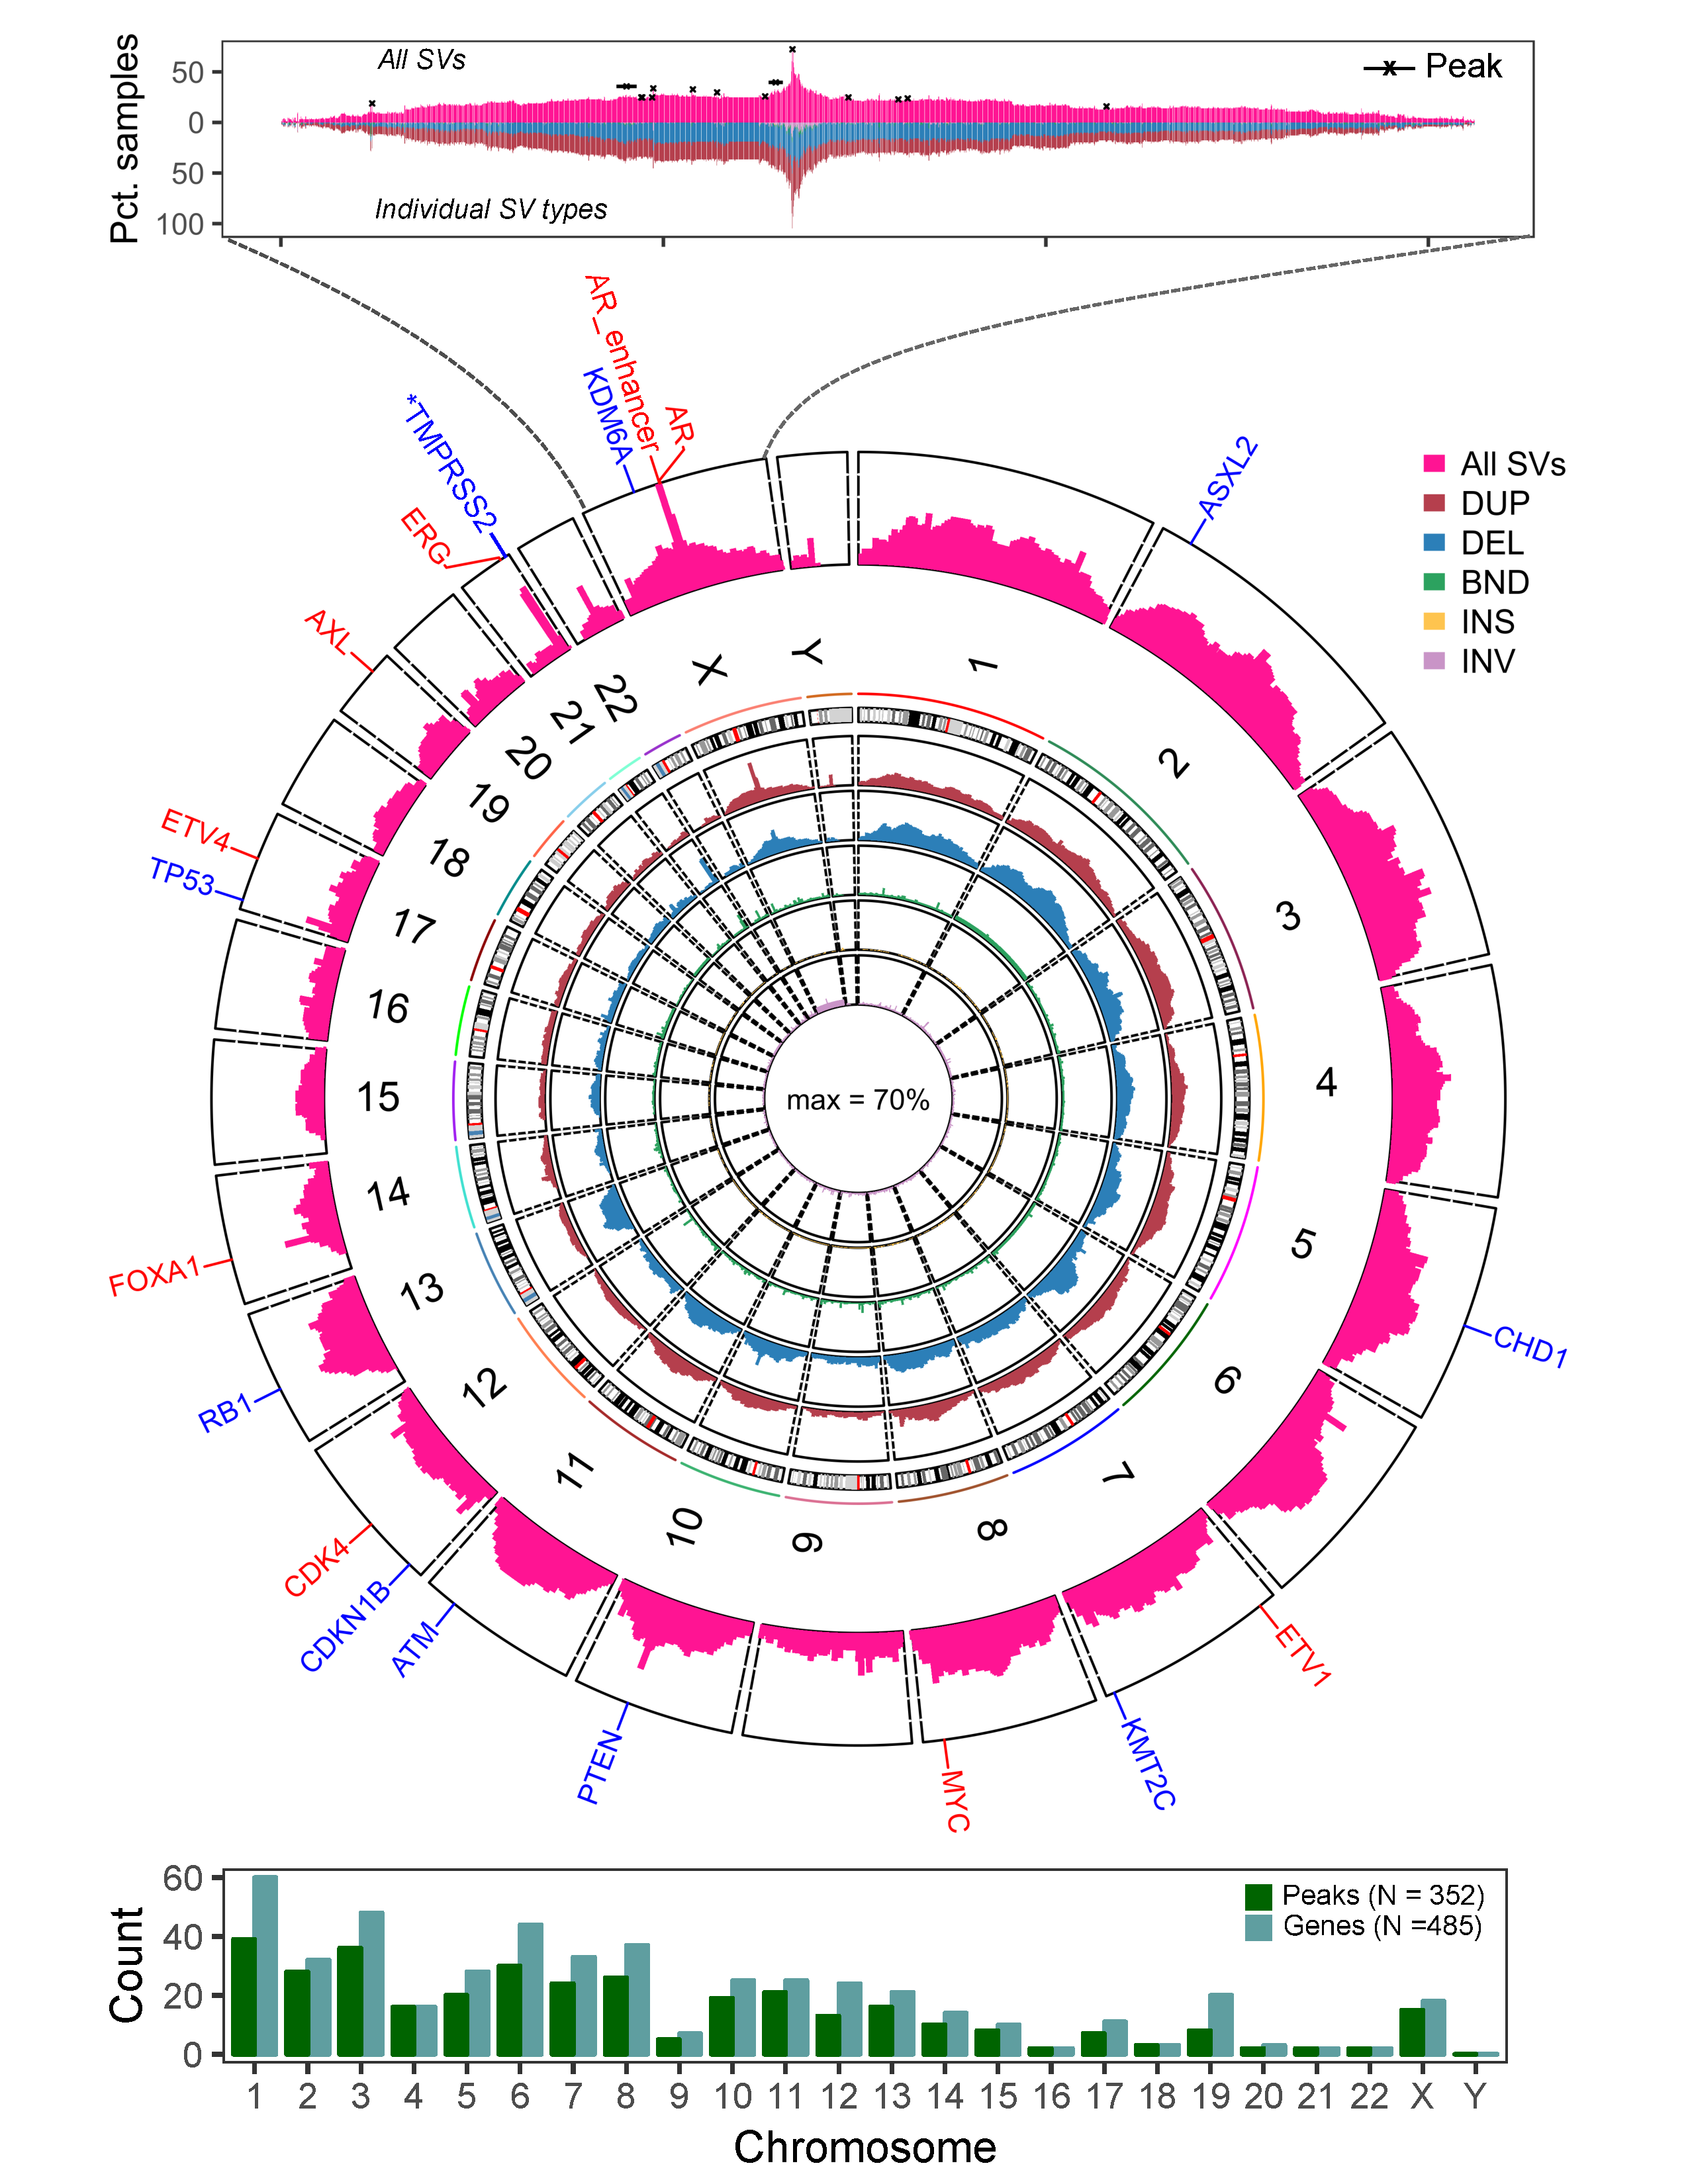 Pct. samples
50
0
50
100
All SVs
Individual SV types
Peak
AR_enhancer
KDM6A
AR
*TMPRSS2
ERG
AXL
ETV4
TP53
FOXA1
RB1
CDK4
CDKN1B
ATM
PTEN
MYC
KMT2C
ETV1
CHD1
ASXL2
All SVs
DUP
DEL
BND
INS
INV
1
2
3
4
5
6
7
8
9
10
11
12
13
14
15
16
17
18
19
20
21
22
X
Y
max = 70%
Count
60
40
20
0
Peaks (N = 352)
Genes (N =485)
1 2 3 4 5 6 7 8 9 10 11 12 13 14 15 16 17 18 19 20 21 22 X Y
Chromosome